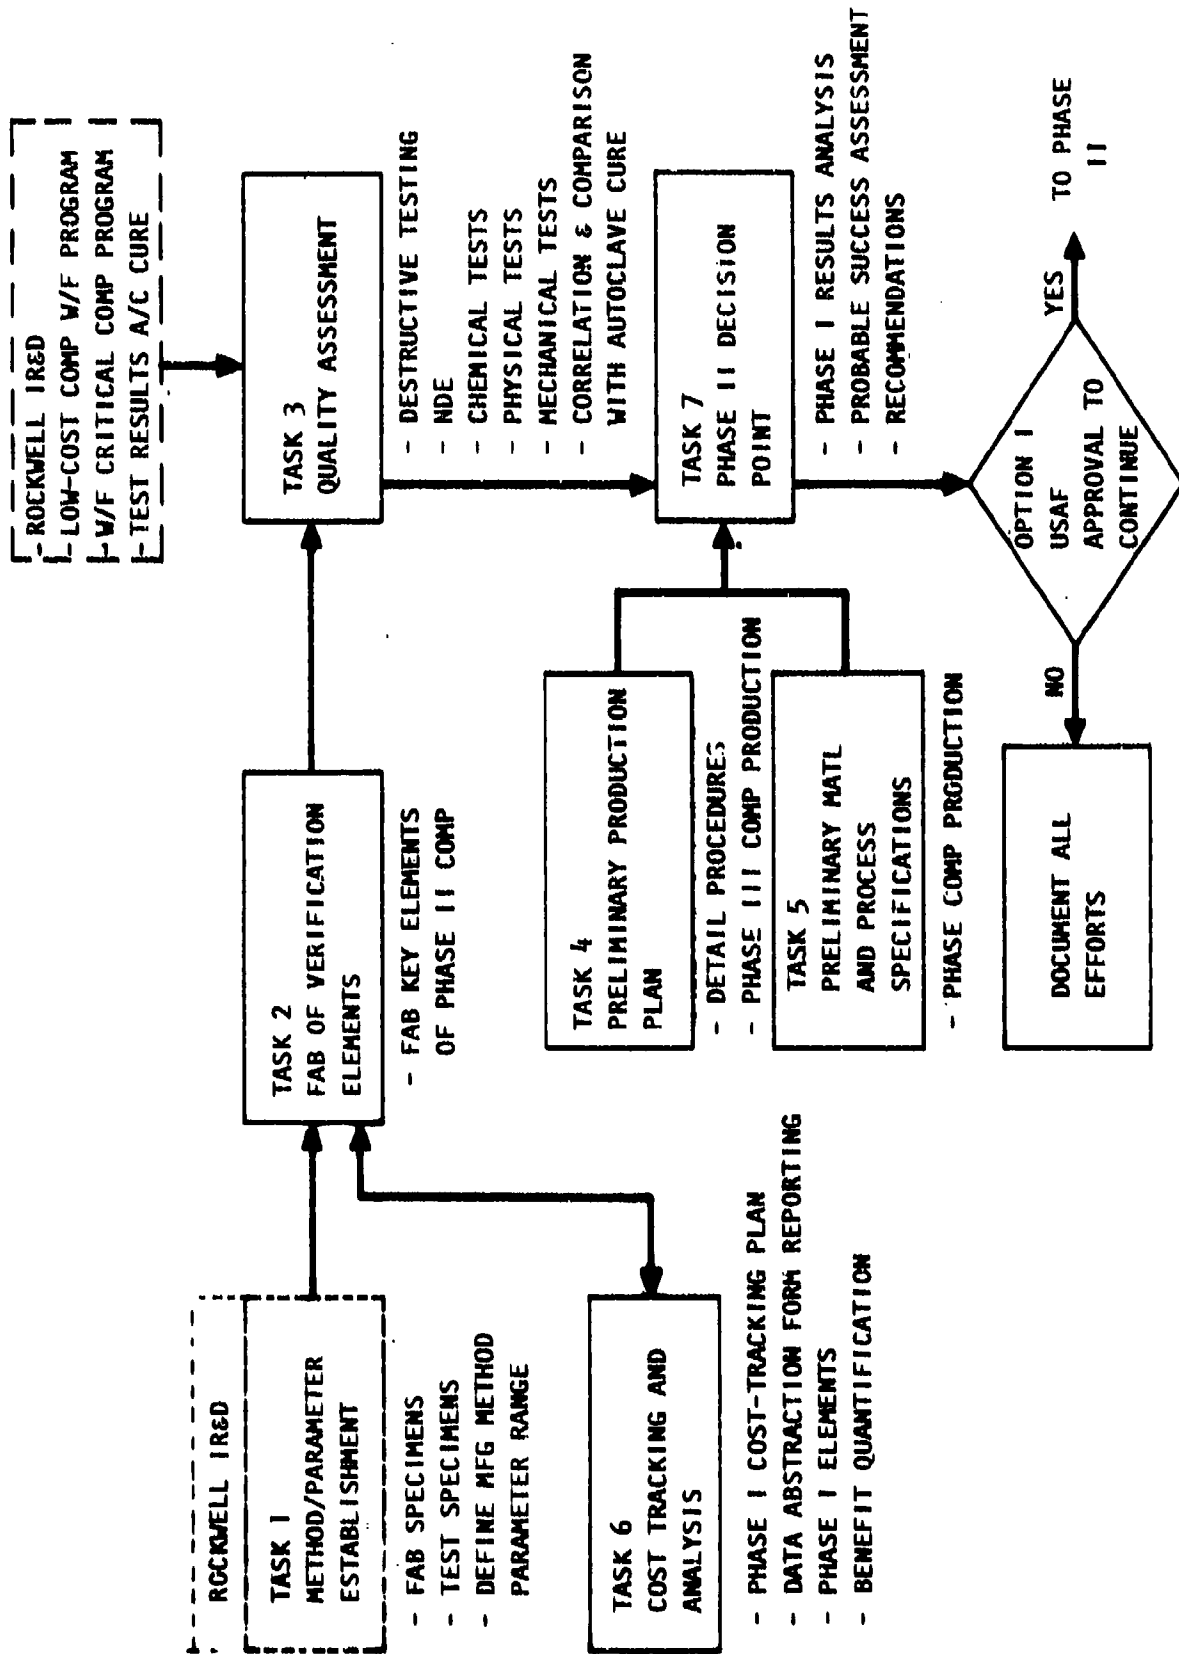 ROCKWELL IR&D
TASK 1
METHOD/PARAMETER
ESTABLISHMENT
- FAB SPECIMENS
- TEST SPECIMENS
- DEFINE MFG METHOD
PARAMETER RANGE
TASK 2
FAB OF VERIFICATION
ELEMENTS
- FAB KEY ELEMENTS
OF PHASE II COMP
- ROCKWELL IR&D
- LOW-COST COMP W/F PROGRAM
- W/F CRITICAL COMP PROGRAM
- TEST RESULTS A/C CURE
TASK 3
QUALITY ASSESSMENT
- DESTRUCTIVE TESTING
- NDE
- CHEMICAL TESTS
- PHYSICAL TESTS
- MECHANICAL TESTS
- CORRELATION & COMPARISON
WITH AUTOCLAVE CURE
TASK 6
COST TRACKING AND
ANALYSIS
- PHASE I COST-TRACKING PLAN
- DATA ABSTRACTION FORM REPORTING
- PHASE I ELEMENTS
- BENEFIT QUANTIFICATION
TASK 4
PRELIMINARY PRODUCTION
PLAN
- DETAIL PROCEDURES
- PHASE III COMP PRODUCTION
TASK 5
PRELIMINARY MATL
AND PROCESS
SPECIFICATIONS
- PHASE COMP PRODUCTION
TASK 7
PHASE II DECISION
POINT
- PHASE I RESULTS ANALYSIS
- PROBABLE SUCCESS ASSESSMENT
- RECOMMENDATIONS
OPTION I
USAF
APPROVAL TO
CONTINUE
NO
YES
DOCUMENT ALL
EFFORTS
TO PHASE
II